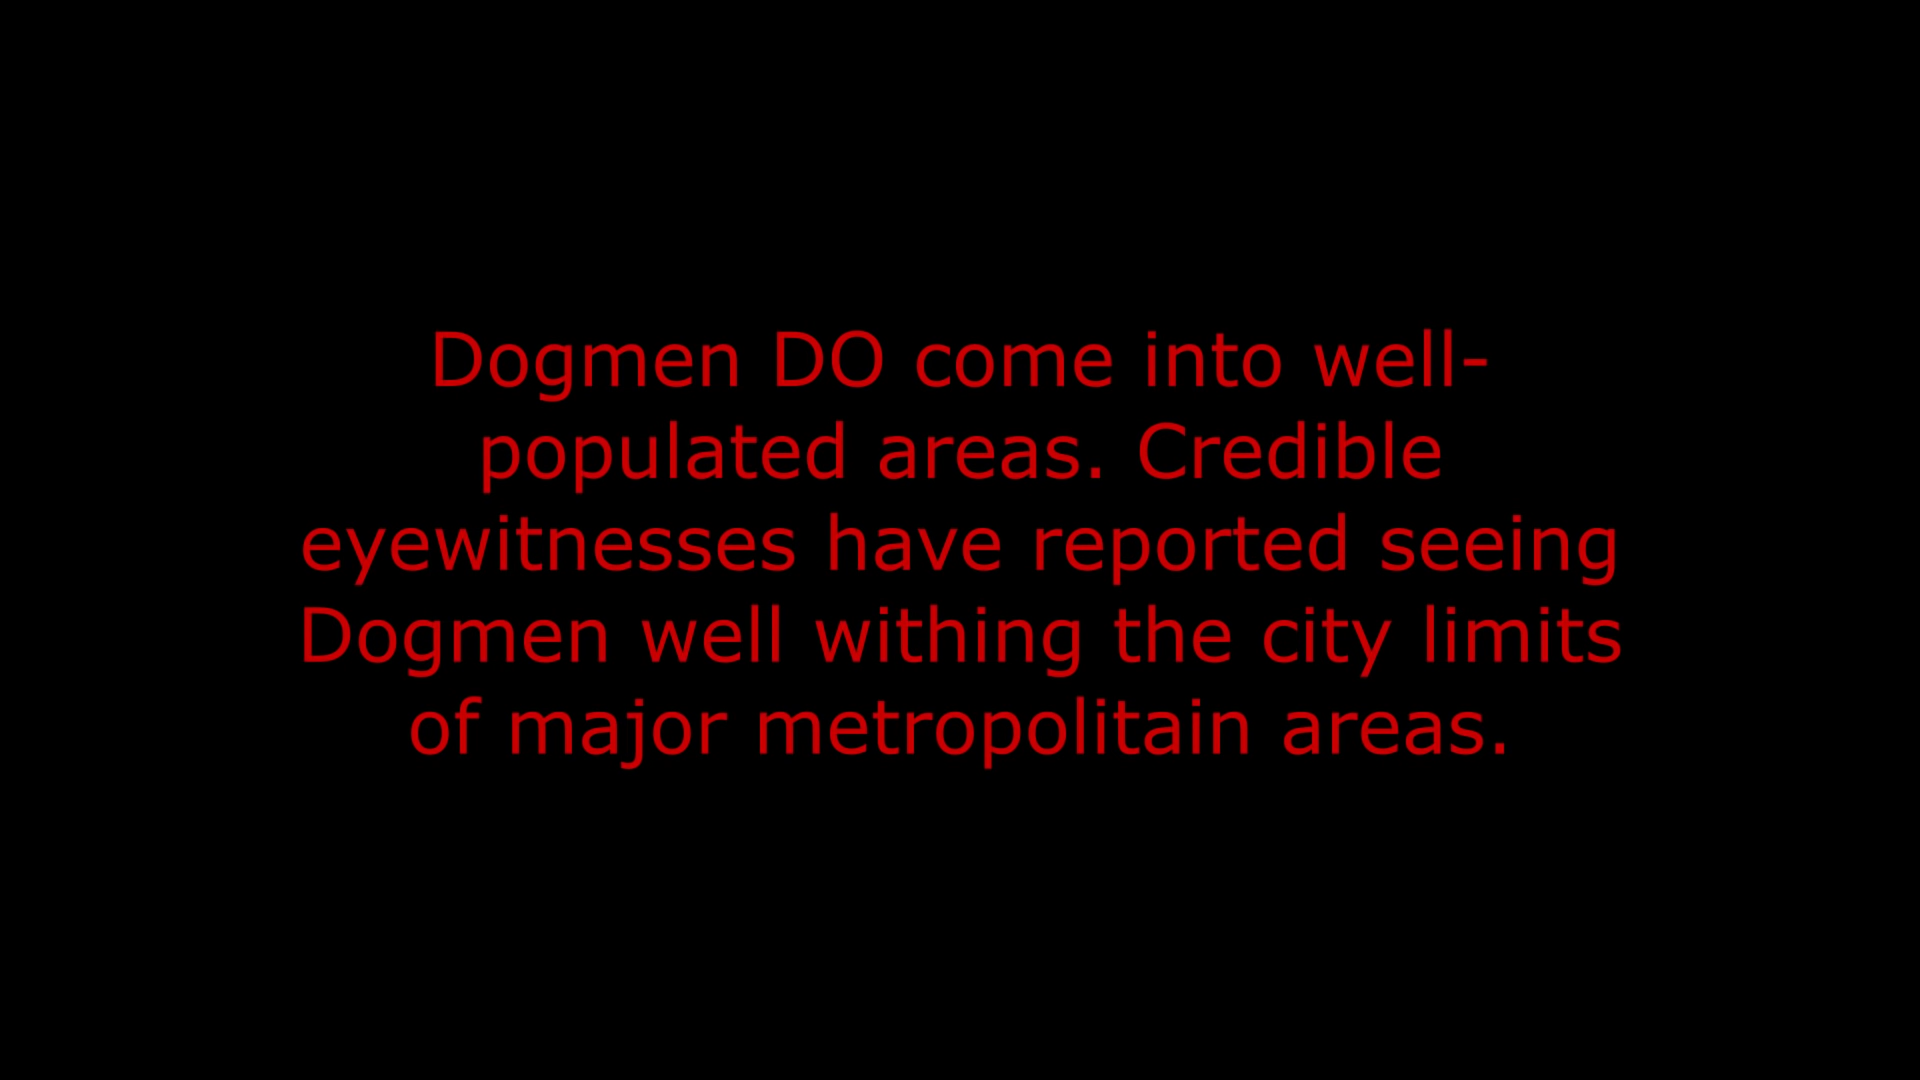 Dogmen DO come into well-
populated areas. Credible
eyewitnesses have reported seeing
Dogmen well withing the city limits
of major metropolitain areas.